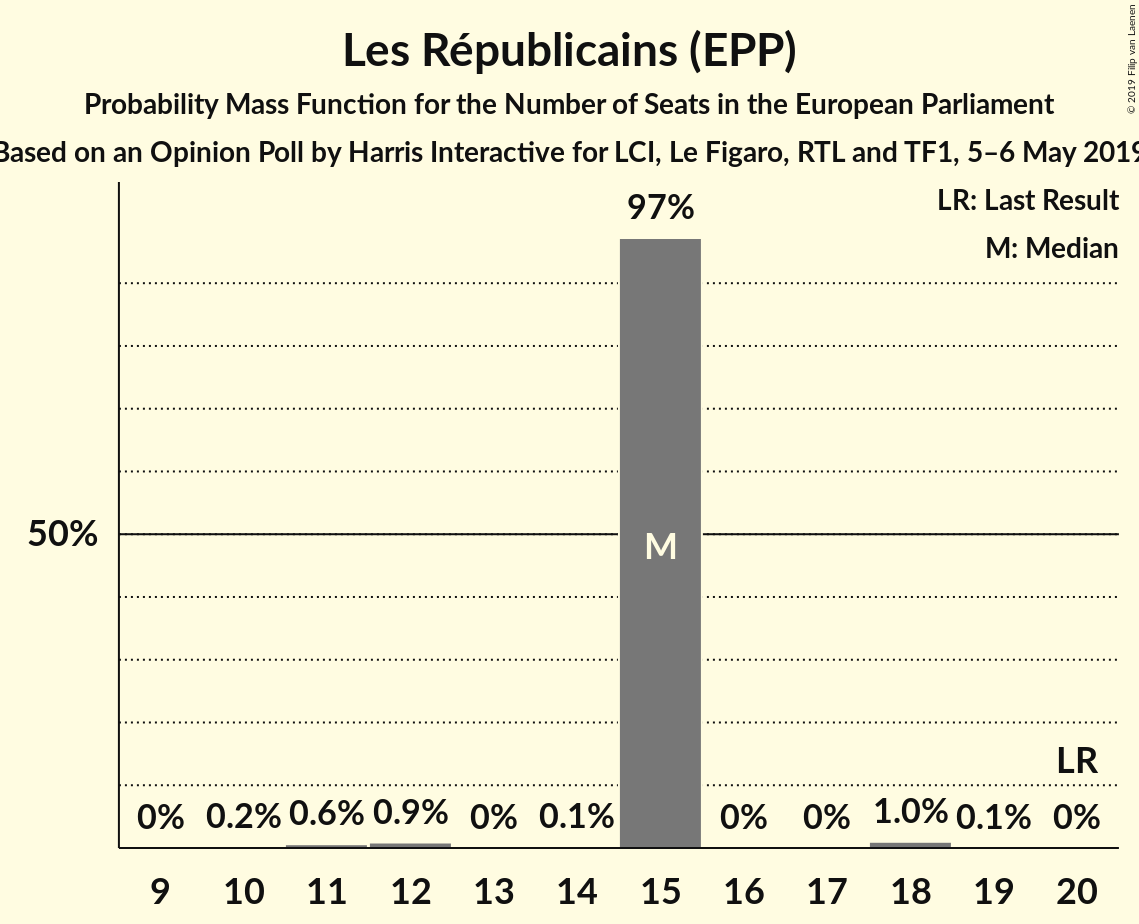 Les Républicains (EPP)
Probability Mass Function for the Number of Seats in the European Parliament
Based on an Opinion Poll by Harris Interactive for LCI, Le Figaro, RTL and TF1, 5–6 May 2019
© 2019 Filip van Laenen
LR: Last Result
M: Median
97%
50%
M
LR
0% 0.2% 0.6% 0.9% 0% 0.1% 0% 0% 1.0% 0.1% 0%
9 10 11 12 13 14 15 16 17 18 19 20